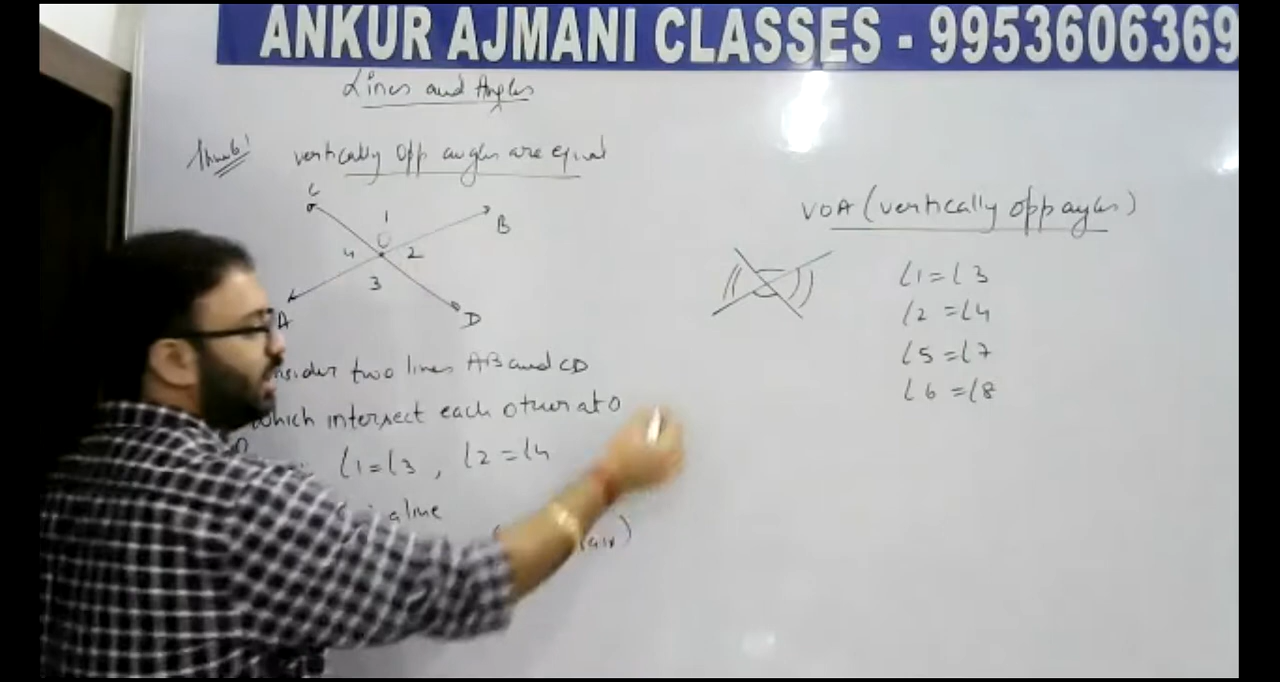 ANKUR AJMANI CLASSES - 9953606369
Lines and Angles
vertically opp angles are equal
C
1
B
O
4 2
3
A
D
two lines AB and CD
which intersect each other at O
∠1=∠3, ∠2=∠4
a line
VOA (vertically opp angles)
∠1=∠3
∠2=∠4
∠5=∠7
∠6=∠8